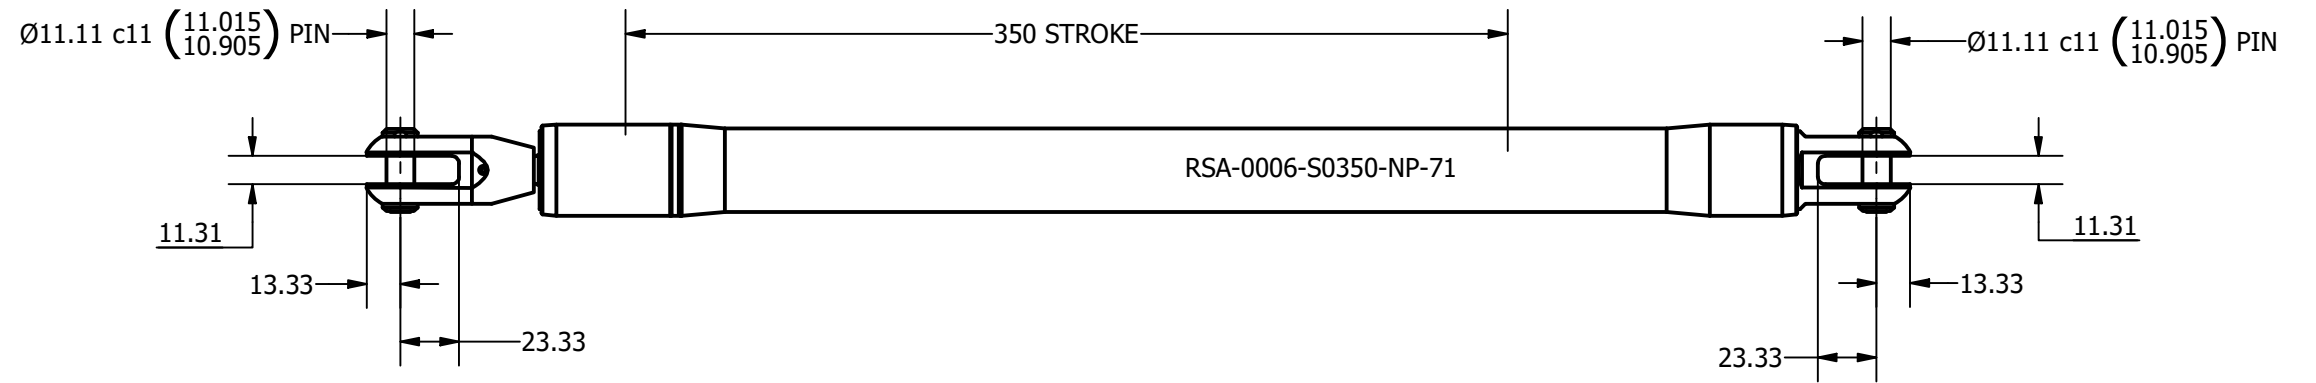 Ø11.11 c11 (11.015
10.905) PIN
350 STROKE
Ø11.11 c11 (11.015
10.905) PIN
RSA-0006-S0350-NP-71
11.31
11.31
13.33
13.33
23.33
23.33